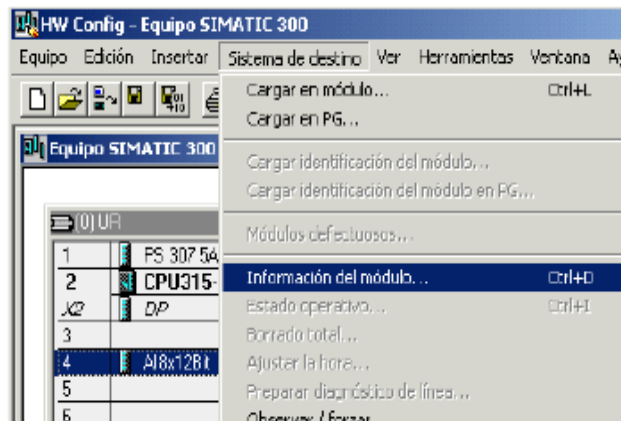 HW Config - Equipo SIMATIC 300
Equipo Edición Insertar Sistema de destino Ver Herramientas Ventana
Cargar en módulo... Ctrl+L
Cargar en PG...
Equipo SIMATIC 300
Cargar identificación del módulo...
Cargar identificación del módulo en PG...
(0) UR
Módulos defectuosos...
1 PS 307 5A
Información del módulo... Ctrl+D
2 CPU315-
Estado operativo... Ctrl+I
X2 DP
Borrado total...
3
4 AI8x12Bit
Ajustar la hora...
5
Preparar diagnóstico de línea...
6
Observar / forzar